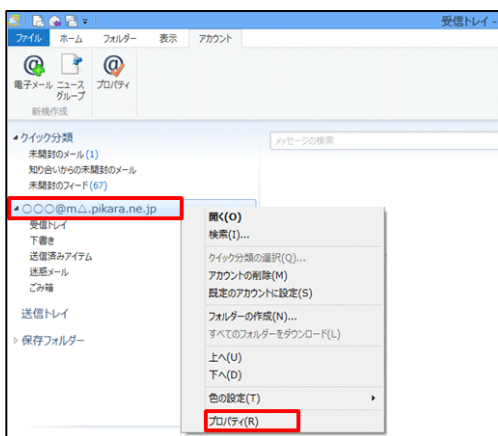 受信トレイ -
ファイル ホーム フォルダー 表示 アカウント
電子メール ニュース グループ プロパティ
新規作成
クイック分類
未開封のメール (1)
知り合いからの未開封のメール
未開封のフィード (67)
メッセージの検索
○○○@m△.pikara.ne.jp
受信トレイ
下書き
送信済みアイテム
迷惑メール
ごみ箱
送信トレイ
保存フォルダー
開く(O)
検索(I)...
クイック分類の選択(Q)...
アカウントの削除(M)
既定のアカウントに設定(S)
フォルダーの作成(N)...
すべてのフォルダーをダウンロード(L)
上へ(U)
下へ(D)
色の設定(T)
プロパティ(R)